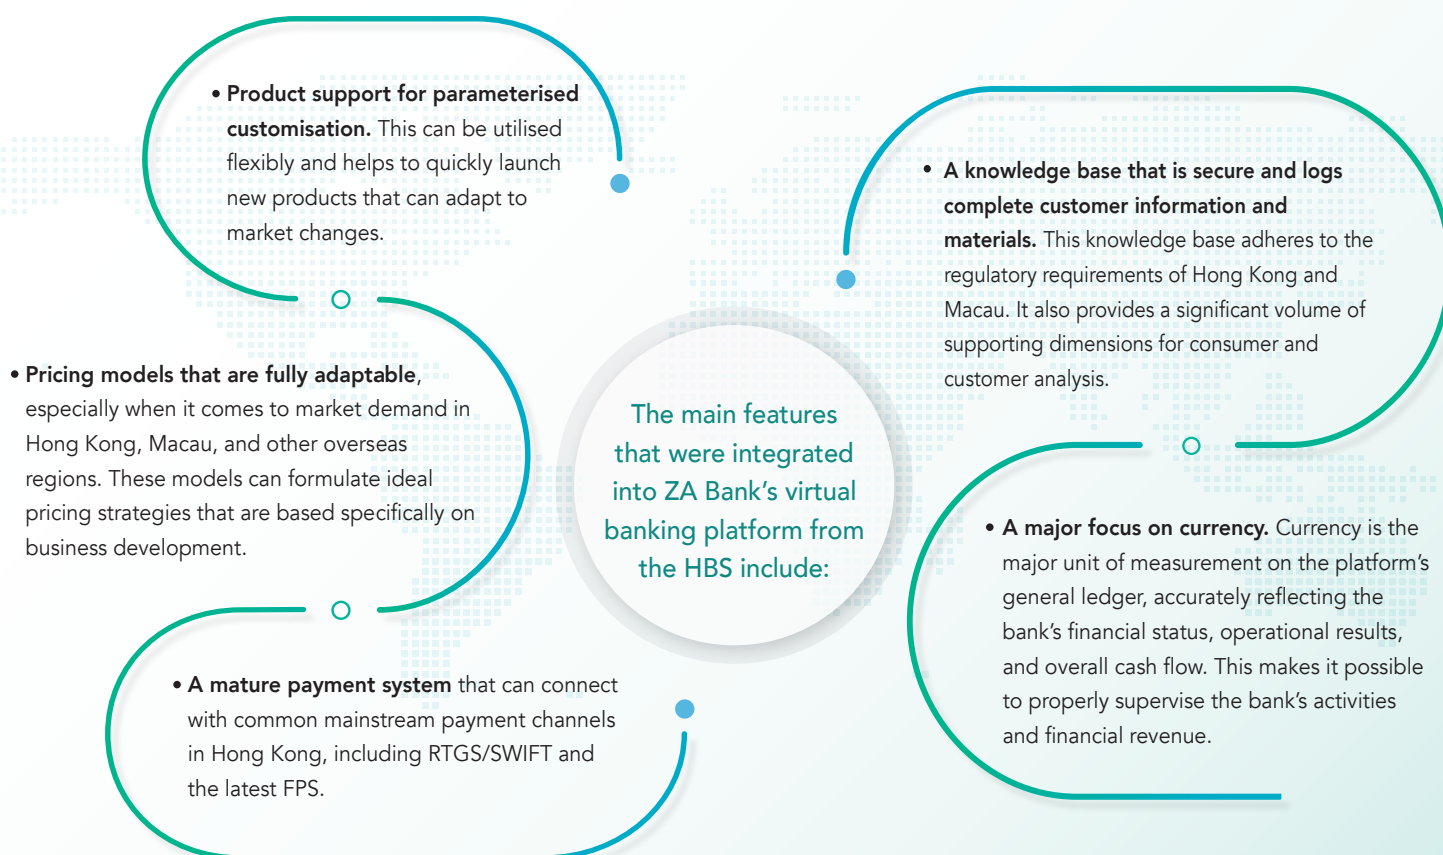 • Product support for parameterised
customisation. This can be utilised
flexibly and helps to quickly launch
new products that can adapt to
market changes.
• Pricing models that are fully adaptable,
especially when it comes to market demand in
Hong Kong, Macau, and other overseas
regions. These models can formulate ideal
pricing strategies that are based specifically on
business development.
• A mature payment system that can connect
with common mainstream payment channels
in Hong Kong, including RTGS/SWIFT and
the latest FPS.
The main features
that were integrated
into ZA Bank’s virtual
banking platform from
the HBS include:
• A knowledge base that is secure and logs
complete customer information and
materials. This knowledge base adheres to the
regulatory requirements of Hong Kong and
Macau. It also provides a significant volume of
supporting dimensions for consumer and
customer analysis.
• A major focus on currency. Currency is the
major unit of measurement on the platform’s
general ledger, accurately reflecting the
bank’s financial status, operational results,
and overall cash flow. This makes it possible
to properly supervise the bank’s activities
and financial revenue.